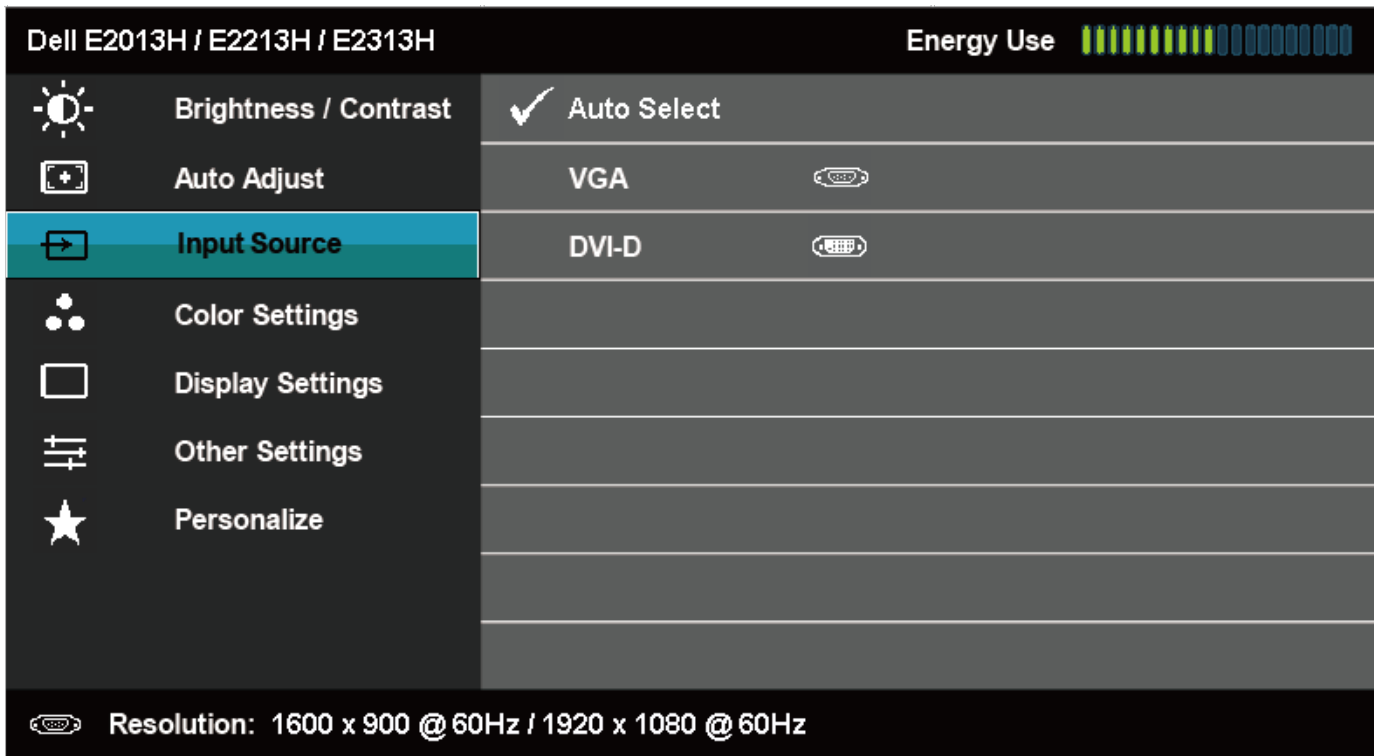 Dell E2013H / E2213H / E2313H
Energy Use
Brightness / Contrast
Auto Select
Auto Adjust
VGA
Input Source
DVI-D
Color Settings
Display Settings
Other Settings
Personalize
Resolution: 1600 x 900 @ 60Hz / 1920 x 1080 @ 60Hz